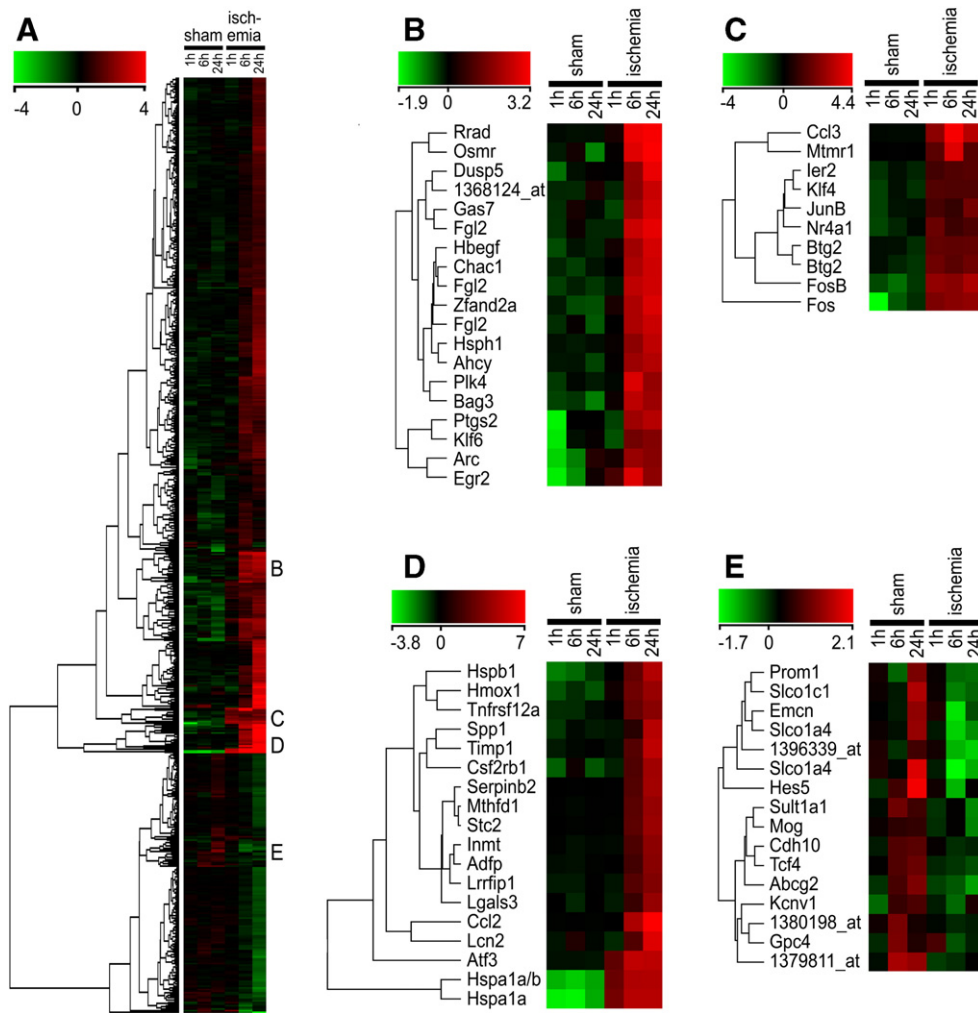 A
isch-
sham emia
1h 6h 24h 1h 6h 24h
-4 0 4
B
C
D
E
B
sham ischemia
1h 6h 24h 1h 6h 24h
-1.9 0 3.2
Rrad
Osmr
Dusp5
1368124_at
Gas7
Fgl2
Hbegf
Chac1
Fgl2
Zfand2a
Fgl2
Hsph1
Ahcy
Plk4
Bag3
Ptgs2
Klf6
Arc
Egr2
C
sham ischemia
1h 6h 24h 1h 6h 24h
-4 0 4.4
Ccl3
Mtmr1
Ier2
Klf4
JunB
Nr4a1
Btg2
Btg2
FosB
Fos
D
sham ischemia
1h 6h 24h 1h 6h 24h
-3.8 0 7
Hspb1
Hmox1
Tnfrsf12a
Spp1
Timp1
Csf2rb1
Serpinb2
Mthfd1
Stc2
Inmt
Adfp
Lrrfip1
Lgals3
Ccl2
Lcn2
Atf3
Hspa1a/b
Hspa1a
E
sham ischemia
1h 6h 24h 1h 6h 24h
-1.7 0 2.1
Prom1
Slco1c1
Emcn
Slco1a4
1396339_at
Slco1a4
Hes5
Sult1a1
Mog
Cdh10
Tcf4
Abcg2
Kcnv1
1380198_at
Gpc4
1379811_at